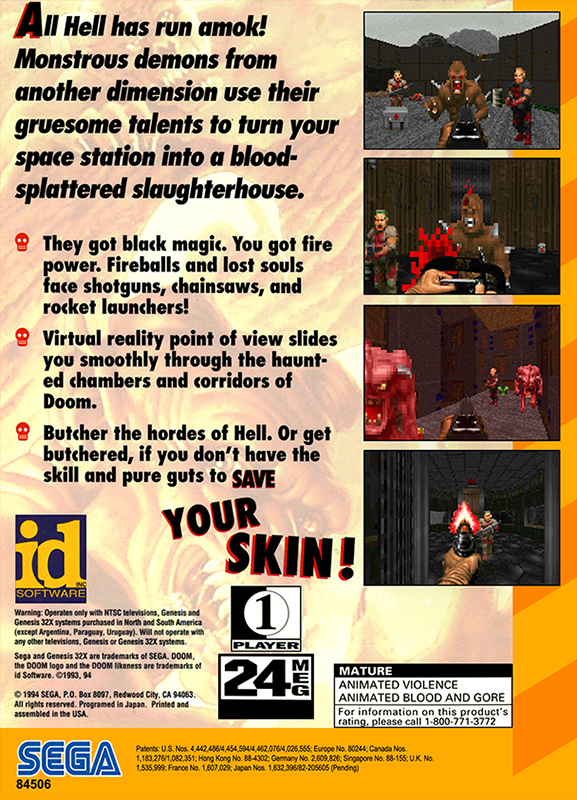 All Hell has run amok!
Monstrous demons from
another dimension use their
gruesome talents to turn your
space station into a blood-
splattered slaughterhouse.
They got black magic. You got fire
power. Fireballs and lost souls
face shotguns, chainsaws, and
rocket launchers!
Virtual reality point of view slides
you smoothly through the haunt-
ed chambers and corridors of
Doom.
Butcher the hordes of Hell. Or get
butchered, if you don't have the
skill and pure guts to SAVE
YOUR
SKIN!
id
INC
SOFTWARE
Warning: Operates only with NTSC televisions, Genesis and
Genesis 32X systems purchased in North and South America
(except Argentina, Paraguay, Uruguay). Will not operate with
any other televisions, Genesis or Genesis 32X systems.
Sega and Genesis 32X are trademarks of SEGA. DOOM,
the DOOM logo and the DOOM likeness are trademarks of
id Software. ©1993, 94
© 1994 SEGA, P.O. Box 8097, Redwood City, CA 94063.
All rights reserved. Programed in Japan. Printed and
assembled in the USA.
1
PLAYER
24 MEG
MATURE
ANIMATED VIOLENCE
ANIMATED BLOOD AND GORE
For information on this product's
rating, please call 1-800-771-3772
SEGA
84506
Patents: U.S. Nos. 4,442,486/4,454,594/4,462,076/4,026,555; Europe No. 80244; Canada Nos.
1,183,276/1,082,351; Hong Kong No. 88-4302; Germany No. 2,609,826; Singapore No. 88-155; U.K. No.
1,535,999; France No. 1,607,029; Japan Nos. 1,632,396/82-205605 (Pending)